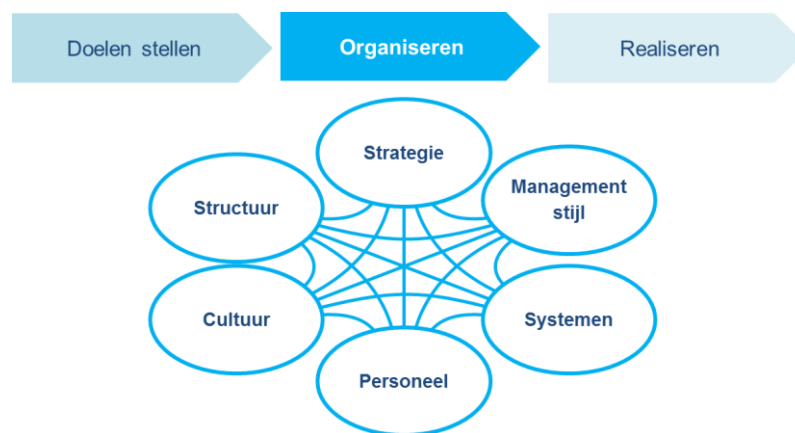 Doelen stellen
Organiseren
Realiseren
Strategie
Structuur
Management
stijl
Cultuur
Systemen
Personeel